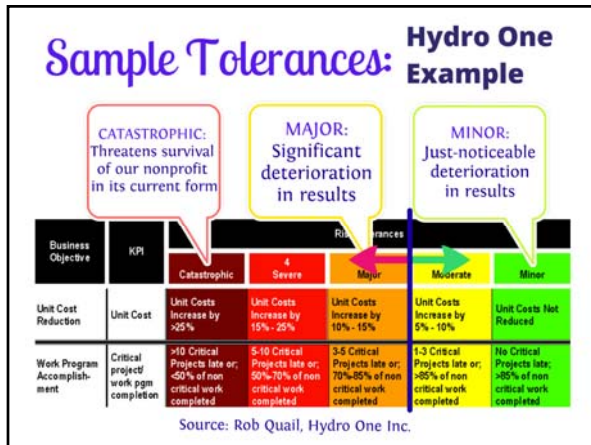 Sample Tolerances:
Hydro One
Example
CATASTROPHIC:
Threatens survival
of our nonprofit
in its current form
MAJOR:
Significant
deterioration
in results
MINOR:
Just-noticeable
deterioration
in results
Business
Objective
KPI
Catastrophic
4
Severe
Major
Moderate
Minor
Unit Cost
Reduction
Unit Cost
Unit Costs
Increase by
>25%
Unit Costs
Increase by
15% - 25%
Unit Costs
Increase by
10% - 15%
Unit Costs
Increase by
5% - 10%
Unit Costs Not
Reduced
Work Program
Accomplish-
ment
Critical
project/
work pgm
completion
>10 Critical
Projects late or;
<50% of non
critical work
completed
5-10 Critical
Projects late or;
50%-70% of non
critical work
completed
3-5 Critical
Projects late or;
70%-85% of non
critical work
completed
1-3 Critical
Projects late or;
>85% of non
critical work
completed
No Critical
Projects late;
>85% of non
critical work
completed
Source: Rob Quail, Hydro One Inc.